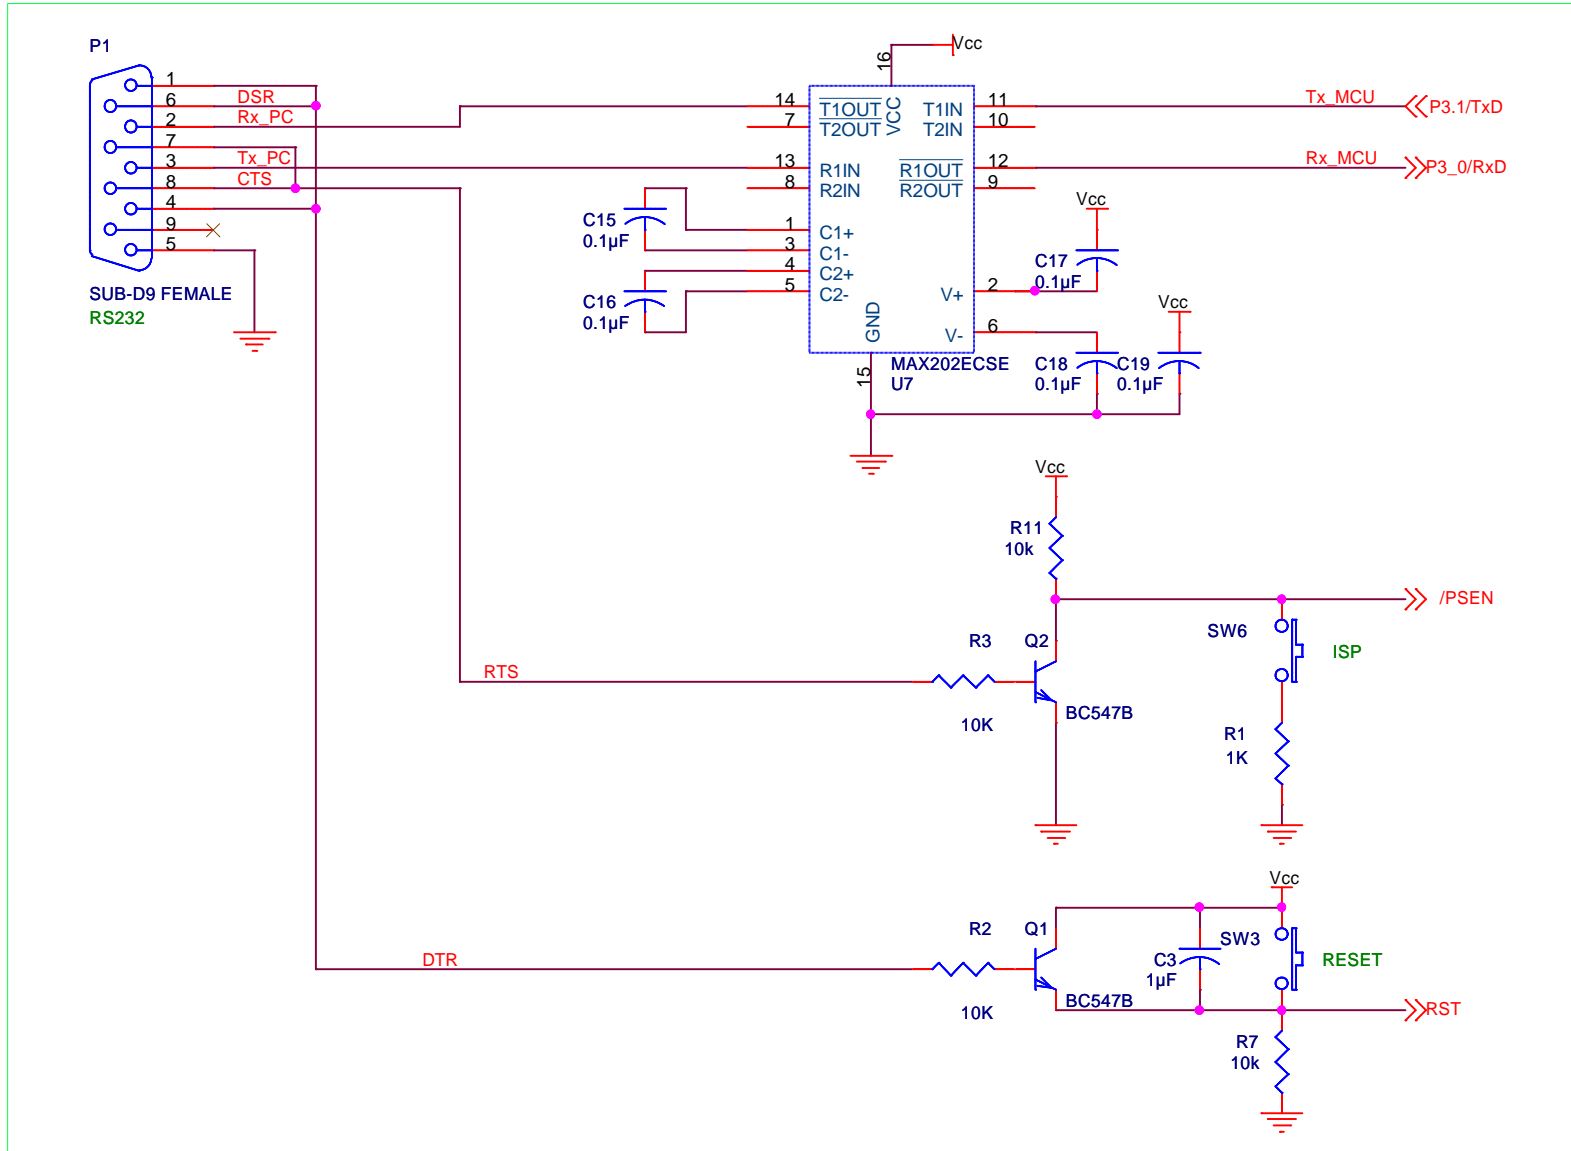 P1
1
6
2
7
3
8
4
9
5
DSR
Rx_PC
Tx_PC
CTS
SUB-D9 FEMALE
RS232
Vcc
16
14
7
13
8
1
3
4
5
T1OUT
T2OUT
R1IN
R2IN
C1+
C1-
C2+
C2-
VCC
GND
T1IN
T2IN
R1OUT
R2OUT
V+
V-
11
10
12
9
2
6
15
MAX202ECSE
U7
Tx_MCU
P3.1/TxD
Rx_MCU
P3_0/RxD
C15
0.1µF
C16
0.1µF
Vcc
C17
0.1µF
Vcc
C18
0.1µF
C19
0.1µF
Vcc
R11
10k
/PSEN
SW6
ISP
R3
10K
Q2
BC547B
RTS
R1
1K
Vcc
DTR
R2
10K
Q1
BC547B
C3
1µF
SW3
RESET
RST
R7
10k